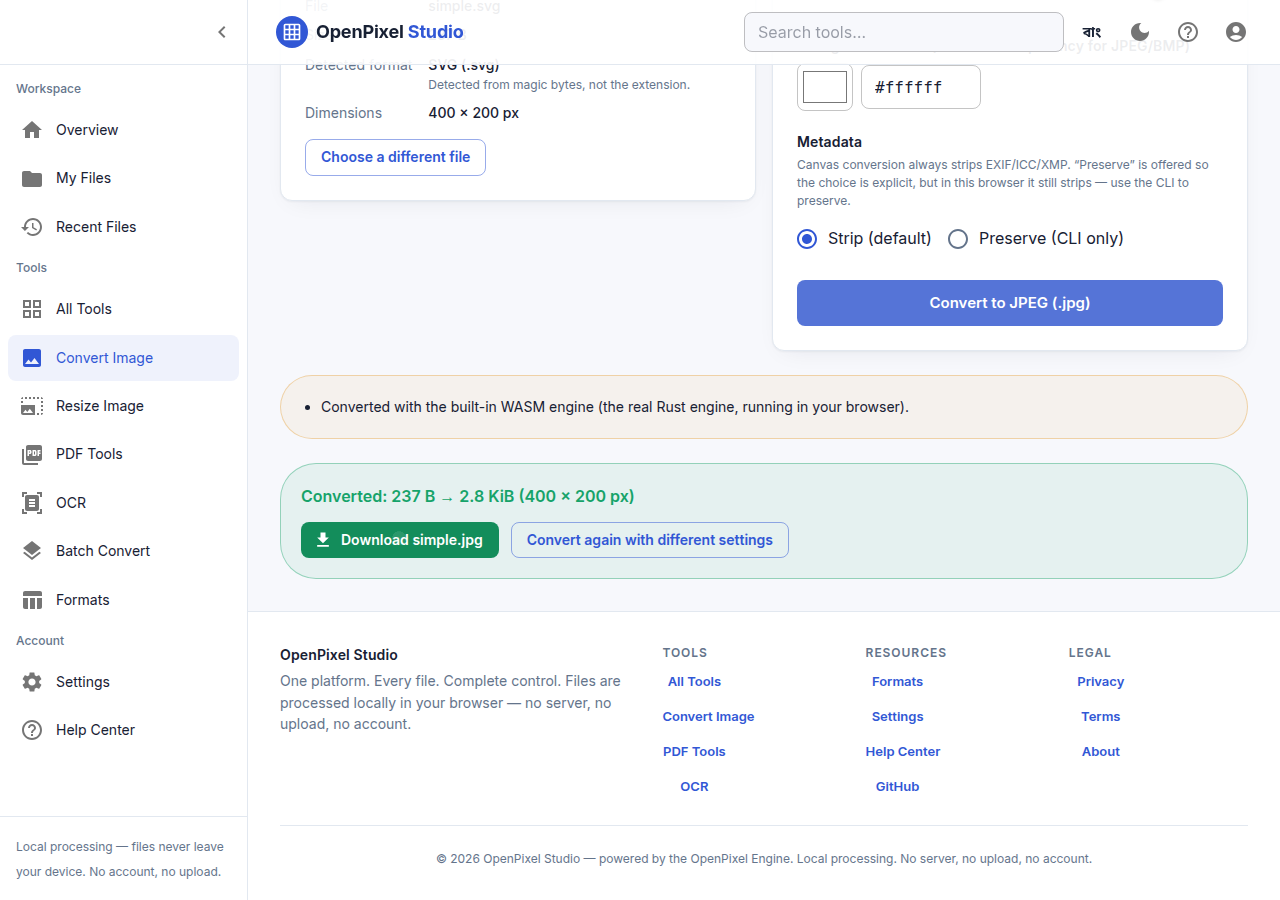 OpenPixel Studio
Search tools...
বাং
Workspace
Overview
My Files
Recent Files
Tools
All Tools
Convert Image
Resize Image
PDF Tools
OCR
Batch Convert
Formats
Account
Settings
Help Center
Local processing — files never leave
your device. No account, no upload.
File simple.svg
Detected format SVG (.svg)
Detected from magic bytes, not the extension.
Dimensions 400 × 200 px
Choose a different file
#ffffff
Metadata
Canvas conversion always strips EXIF/ICC/XMP. “Preserve” is offered so
the choice is explicit, but in this browser it still strips — use the CLI to
preserve.
Strip (default) Preserve (CLI only)
Convert to JPEG (.jpg)
• Converted with the built-in WASM engine (the real Rust engine, running in your browser).
Converted: 237 B → 2.8 KiB (400 × 200 px)
Download simple.jpg
Convert again with different settings
OpenPixel Studio
One platform. Every file. Complete control. Files are
processed locally in your browser — no server, no
upload, no account.
TOOLS
All Tools
Convert Image
PDF Tools
OCR
RESOURCES
Formats
Settings
Help Center
GitHub
LEGAL
Privacy
Terms
About
© 2026 OpenPixel Studio — powered by the OpenPixel Engine. Local processing. No server, no upload, no account.